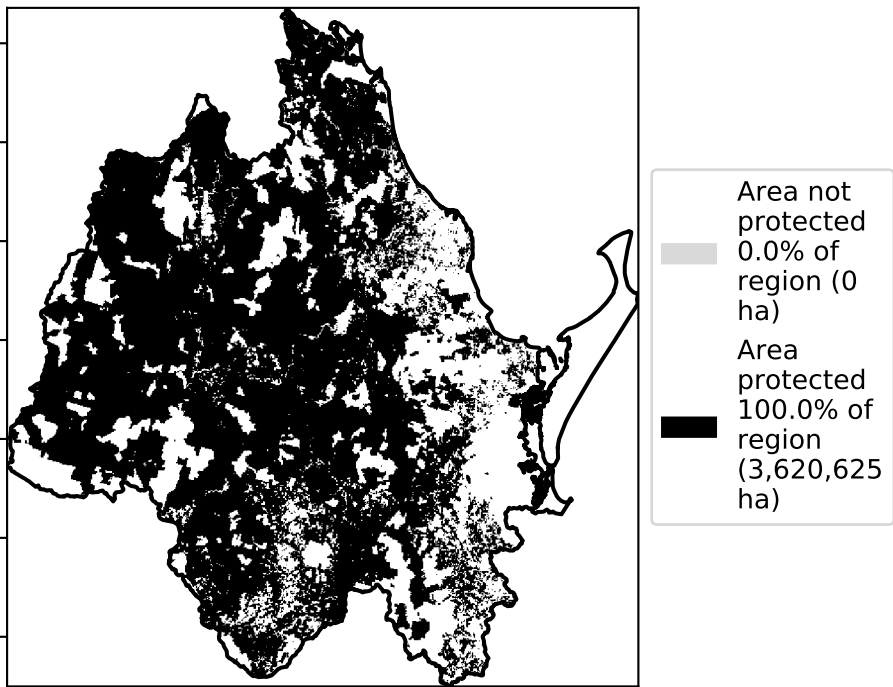 Area not
protected
0.0% of
region (0
ha)
Area
protected
100.0% of
region
(3,620,625
ha)